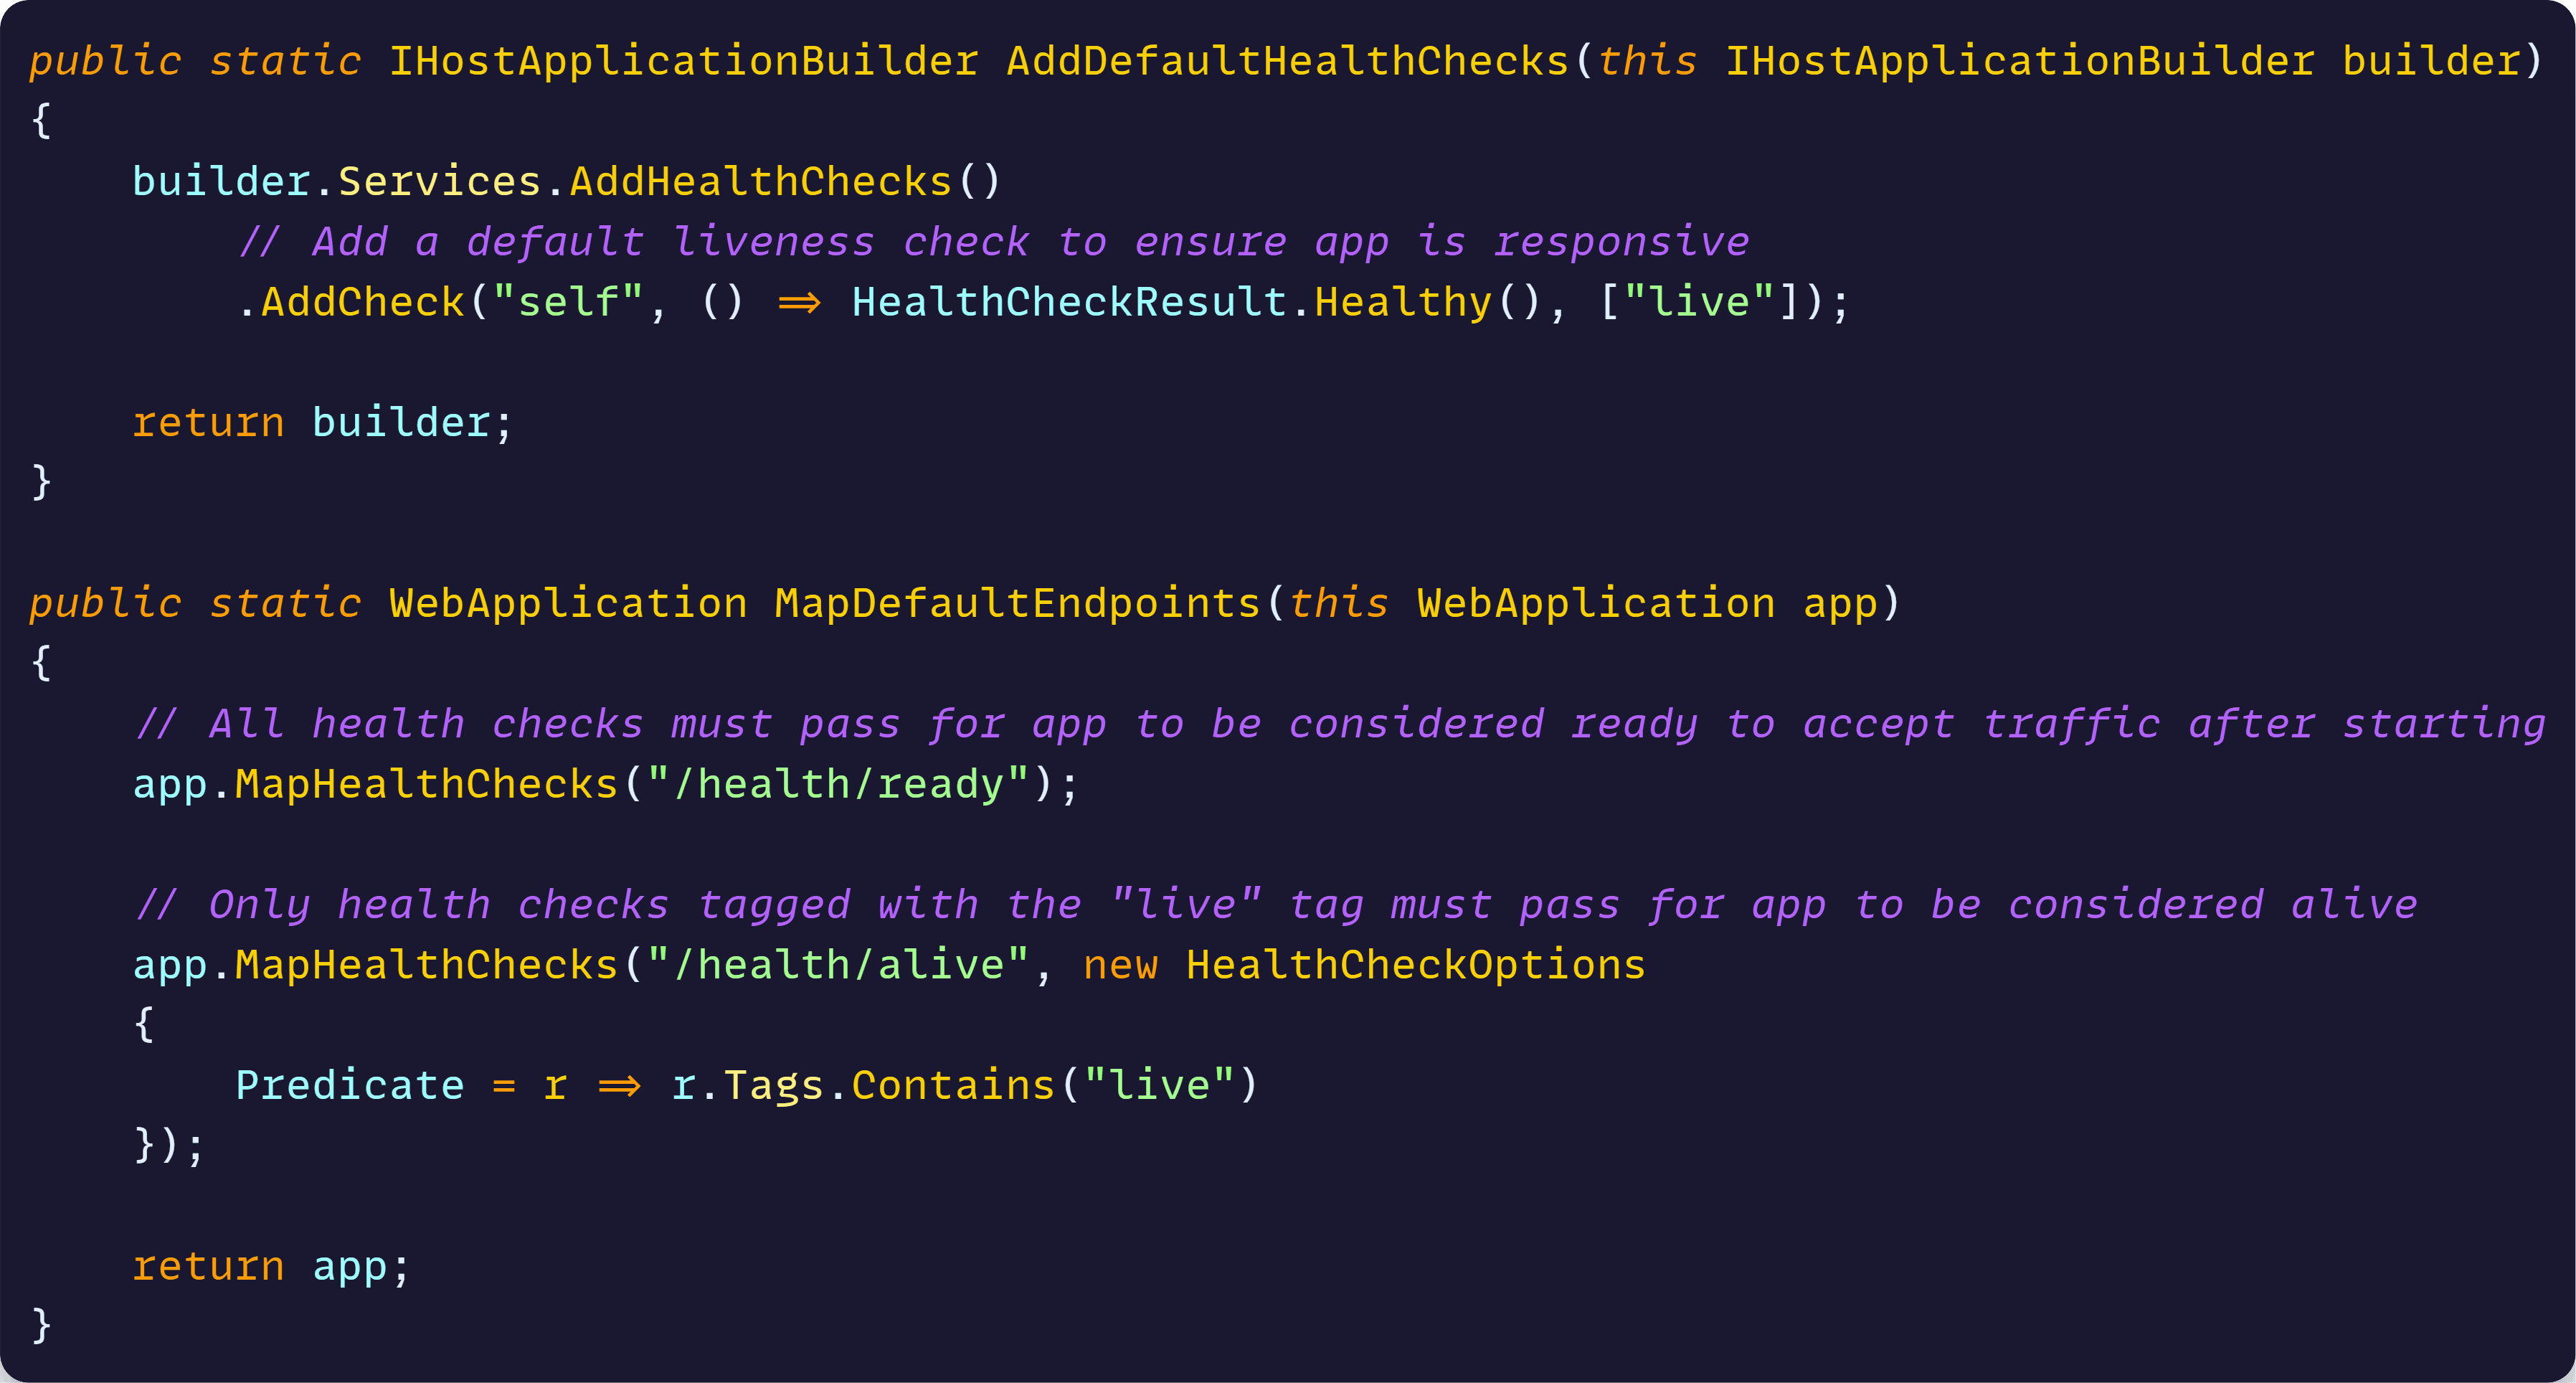 public static IHostApplicationBuilder AddDefaultHealthChecks(this IHostApplicationBuilder builder)
{
    builder.Services.AddHealthChecks()
        // Add a default liveness check to ensure app is responsive
        .AddCheck("self", () => HealthCheckResult.Healthy(), ["live"]);

    return builder;
}

public static WebApplication MapDefaultEndpoints(this WebApplication app)
{
    // All health checks must pass for app to be considered ready to accept traffic after starting
    app.MapHealthChecks("/health/ready");

    // Only health checks tagged with the "live" tag must pass for app to be considered alive
    app.MapHealthChecks("/health/alive", new HealthCheckOptions
    {
        Predicate = r => r.Tags.Contains("live")
    });

    return app;
}